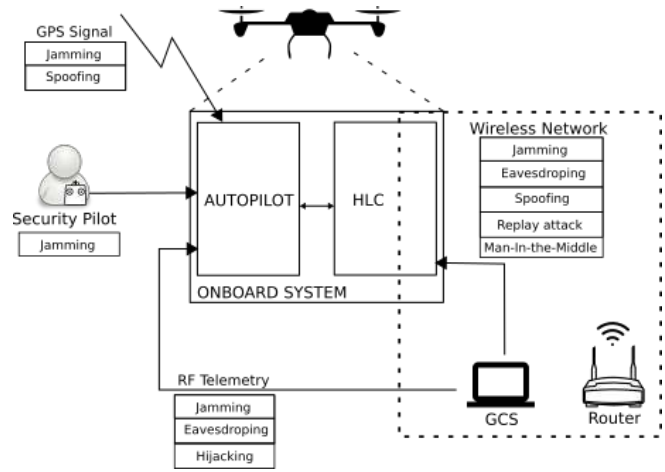 GPS Signal
Jamming
Spoofing
Wireless Network
Jamming
Eavesdroping
Spoofing
Replay attack
Man-In-the-Middle
AUTOPILOT
HLC
Security Pilot
Jamming
ONBOARD SYSTEM
RF Telemetry
Jamming
Eavesdroping
Hijacking
GCS
Router